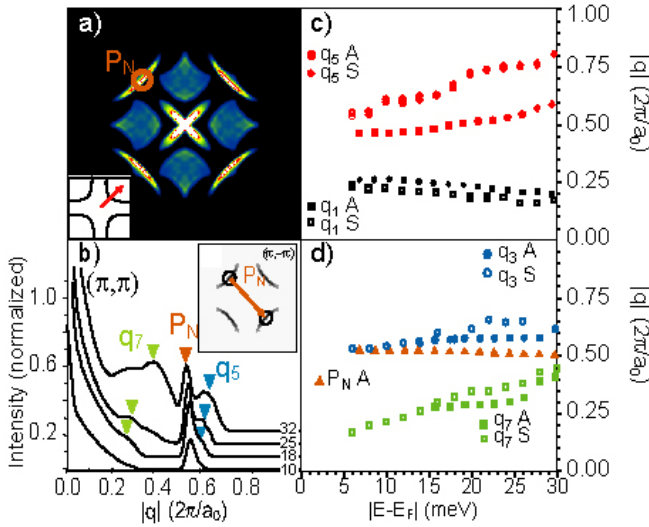 a)
P_N
b)
(π,π)
(π,-π)
P_N
q₇
P_N
q₅
32
25
18
10
1.0
0.6
0.2
Intensity (normalized)
0.0
0.2
0.4
0.6
0.8
|q| (2π/a₀)
c)
q₅ A
q₅ S
q₁ A
q₁ S
1.00
0.75
0.50
0.25
0.00
|q| (2π/a₀)
d)
q₃ A
q₃ S
P_N A
q₇ A
q₇ S
1.00
0.75
0.50
0.25
0.00
|q| (2π/a₀)
5
10
15
20
25
30
|E-E_F| (meV)